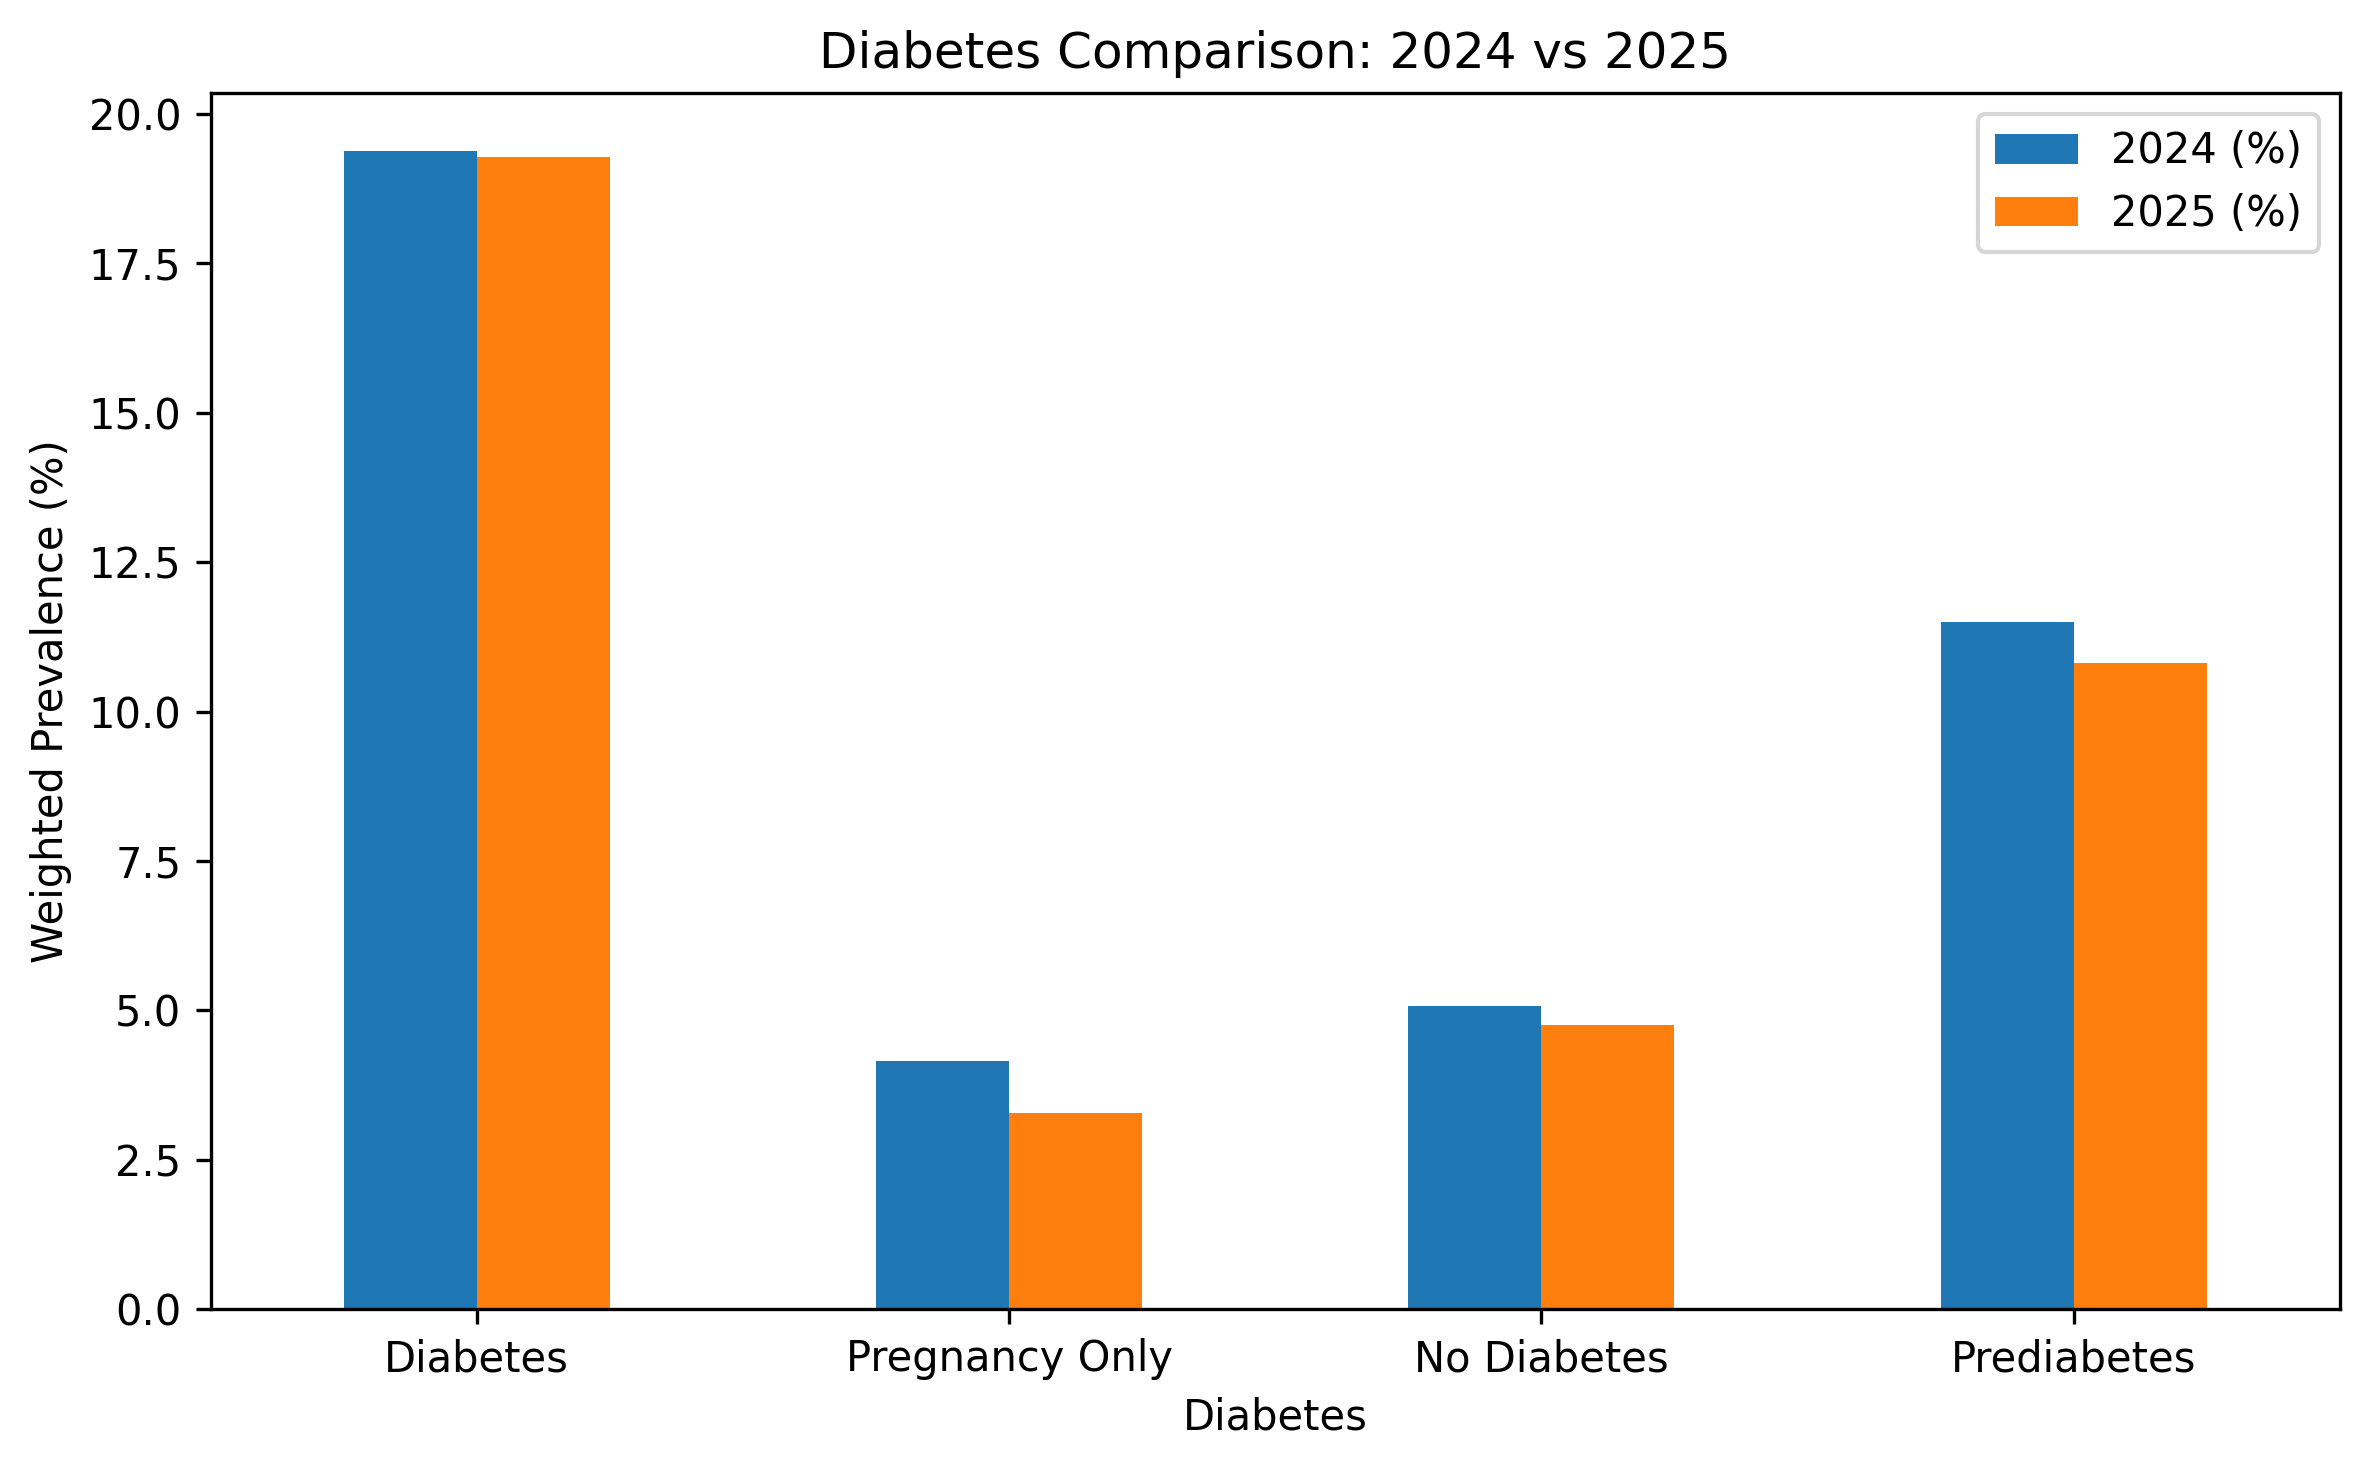 Diabetes Comparison: 2024 vs 2025
2024 (%)
2025 (%)
Weighted Prevalence (%)
20.0
17.5
15.0
12.5
10.0
7.5
5.0
2.5
0.0
Diabetes
Pregnancy Only
No Diabetes
Prediabetes
Diabetes